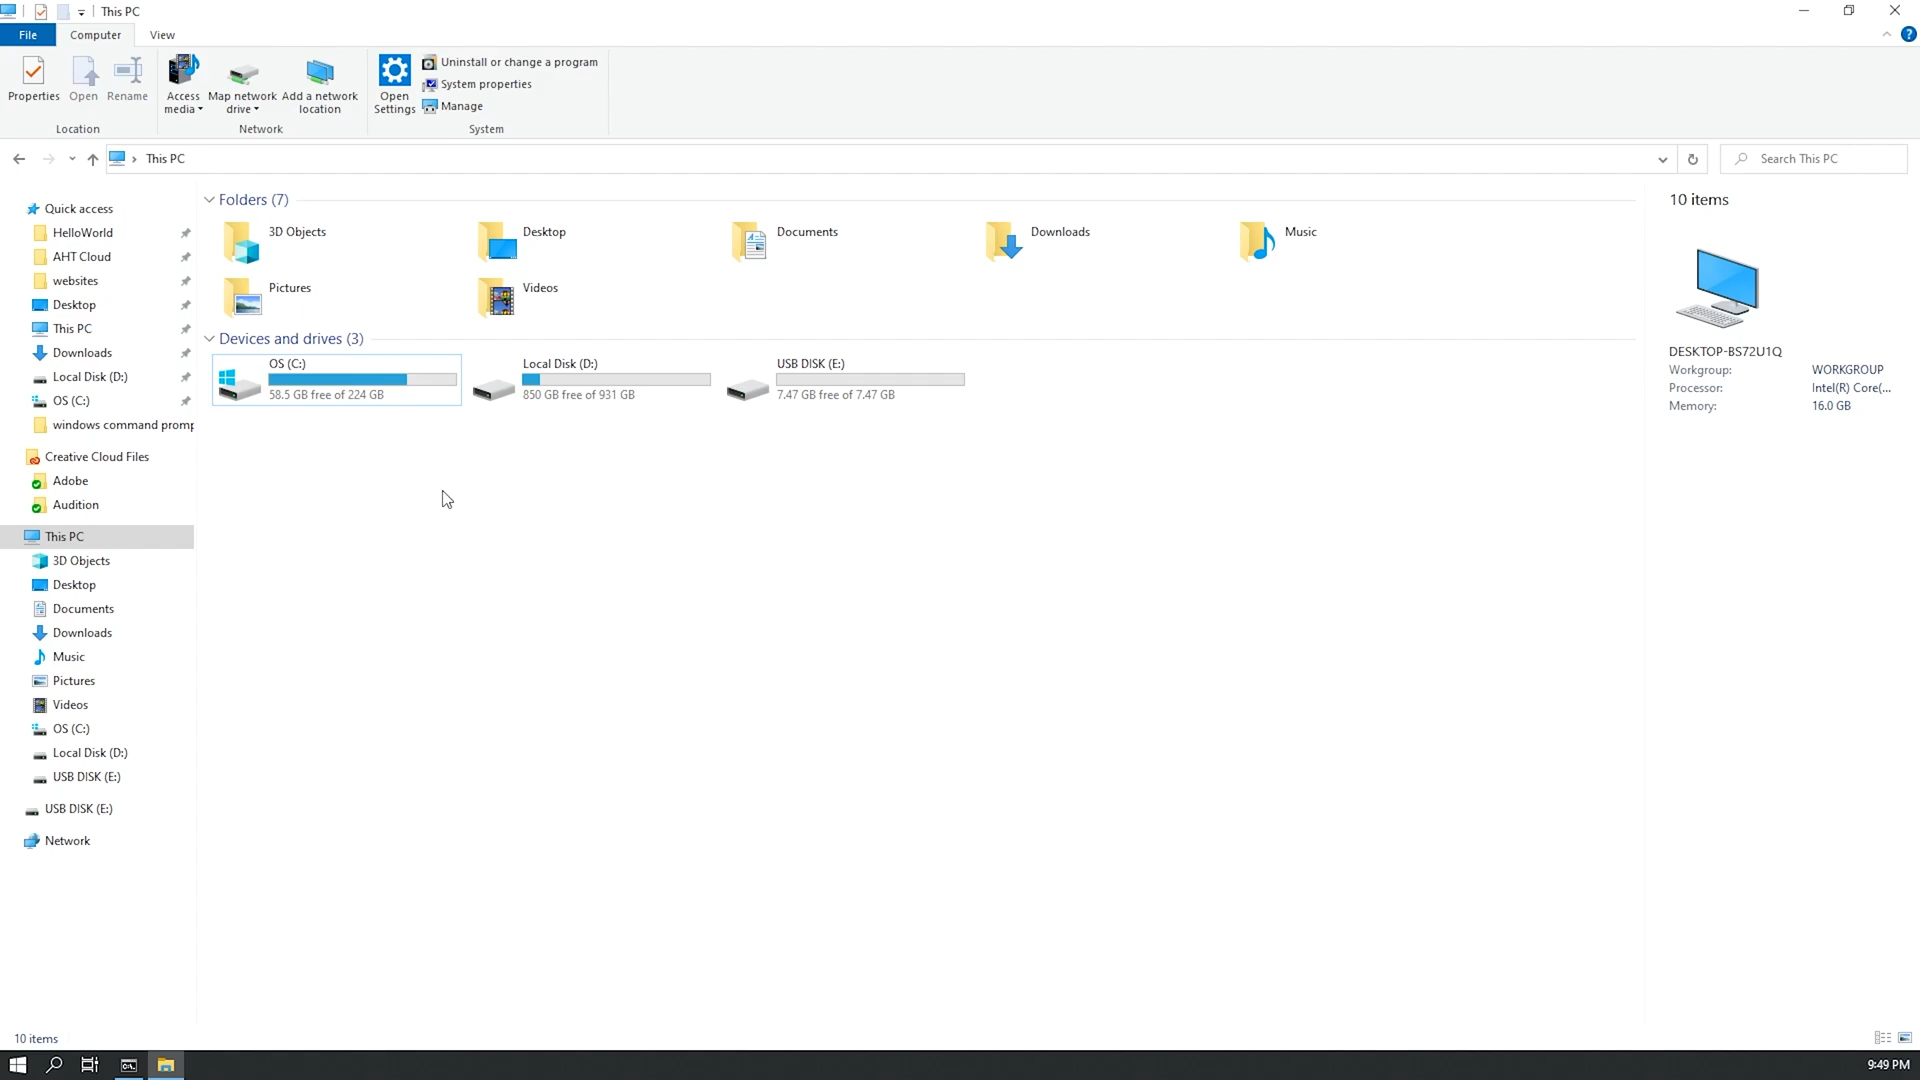 This PC
File
Computer
View
Properties
Open
Rename
Access media
Map network drive
Add a network location
Open Settings
Uninstall or change a program
System properties
Manage
Location
Network
System
This PC
Search This PC
Quick access
HelloWorld
AHT Cloud
websites
Desktop
This PC
Downloads
Local Disk (D:)
OS (C:)
windows command promp
Creative Cloud Files
Adobe
Audition
This PC
3D Objects
Desktop
Documents
Downloads
Music
Pictures
Videos
OS (C:)
Local Disk (D:)
USB DISK (E:)
USB DISK (E:)
Network
Folders (7)
3D Objects
Desktop
Documents
Downloads
Music
Pictures
Videos
Devices and drives (3)
OS (C:)
58.5 GB free of 224 GB
Local Disk (D:)
850 GB free of 931 GB
USB DISK (E:)
7.47 GB free of 7.47 GB
10 items
DESKTOP-BS72U1Q
Workgroup: WORKGROUP
Processor: Intel(R) Core(...
Memory: 16.0 GB
10 items
9:49 PM